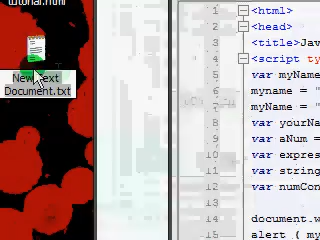 tutorial.html
New Text
Document.txt
1 <html>
2 <head>
3 <title>Jav
4 <script ty
5 var myName
6 myname = "
7 myName = "
8 var yourNa
9 var aNum =
10 var expres
11 var string
12 var numCon
13
14 document.w
15 alert ( my